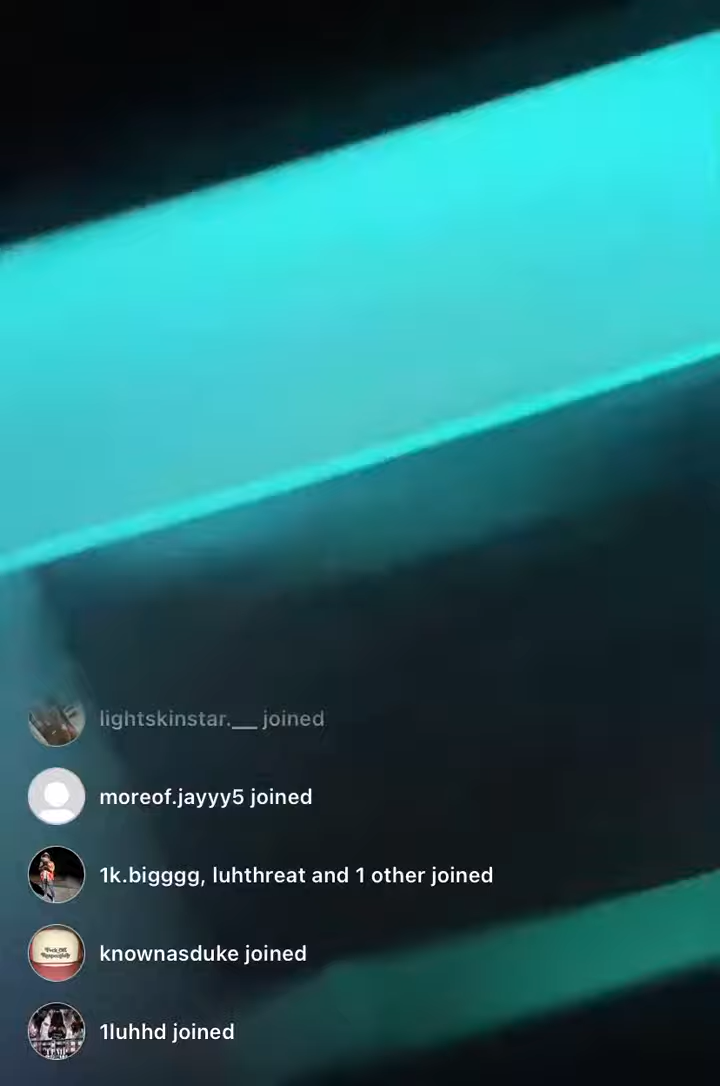 lightskinstar.__ joined
moreof.jayyy5 joined
1k.bigggg, luhthreat and 1 other joined
knownasduke joined
1luhhd joined